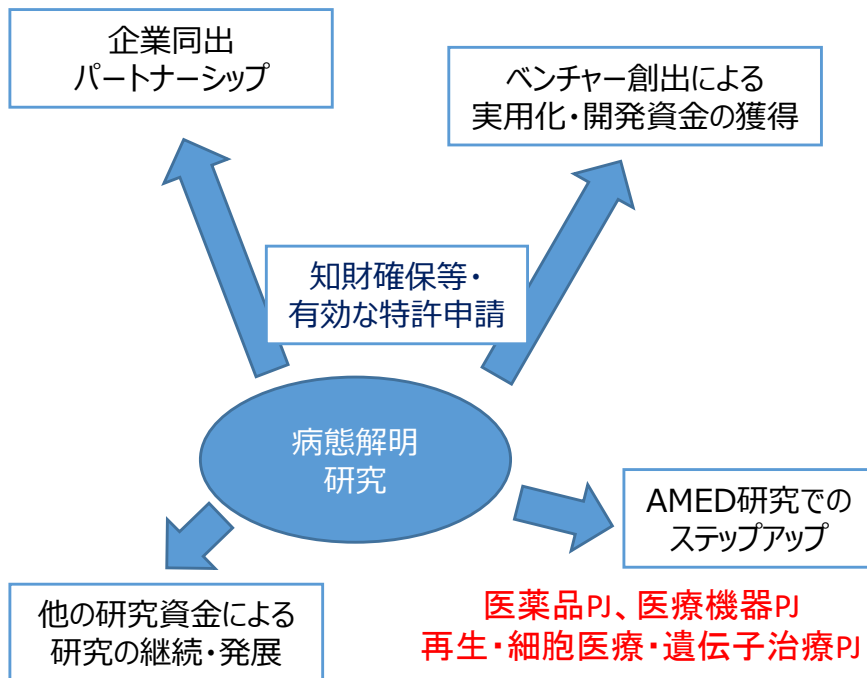 企業同出
パートナーシップ
ベンチャー創出による
実用化・開発資金の獲得
知財確保等・
有効な特許申請
病態解明
研究
AMED研究での
ステップアップ
他の研究資金による
研究の継続・発展
医薬品PJ、医療機器PJ
再生・細胞医療・遺伝子治療PJ